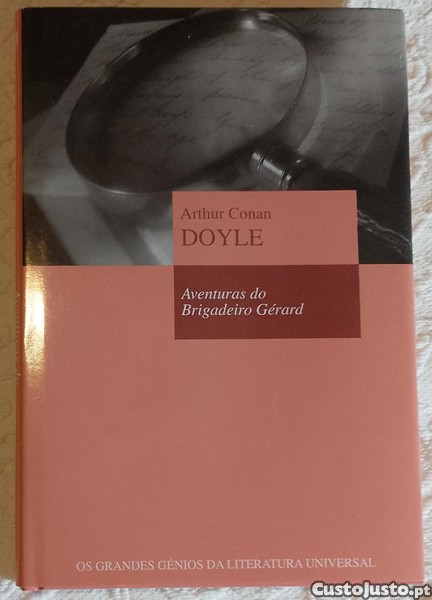 Arthur Conan
DOYLE
Aventuras do
Brigadeiro Gérard
OS GRANDES GÉNIOS DA LITERATURA UNIVERSAL
CustoJusto.pt